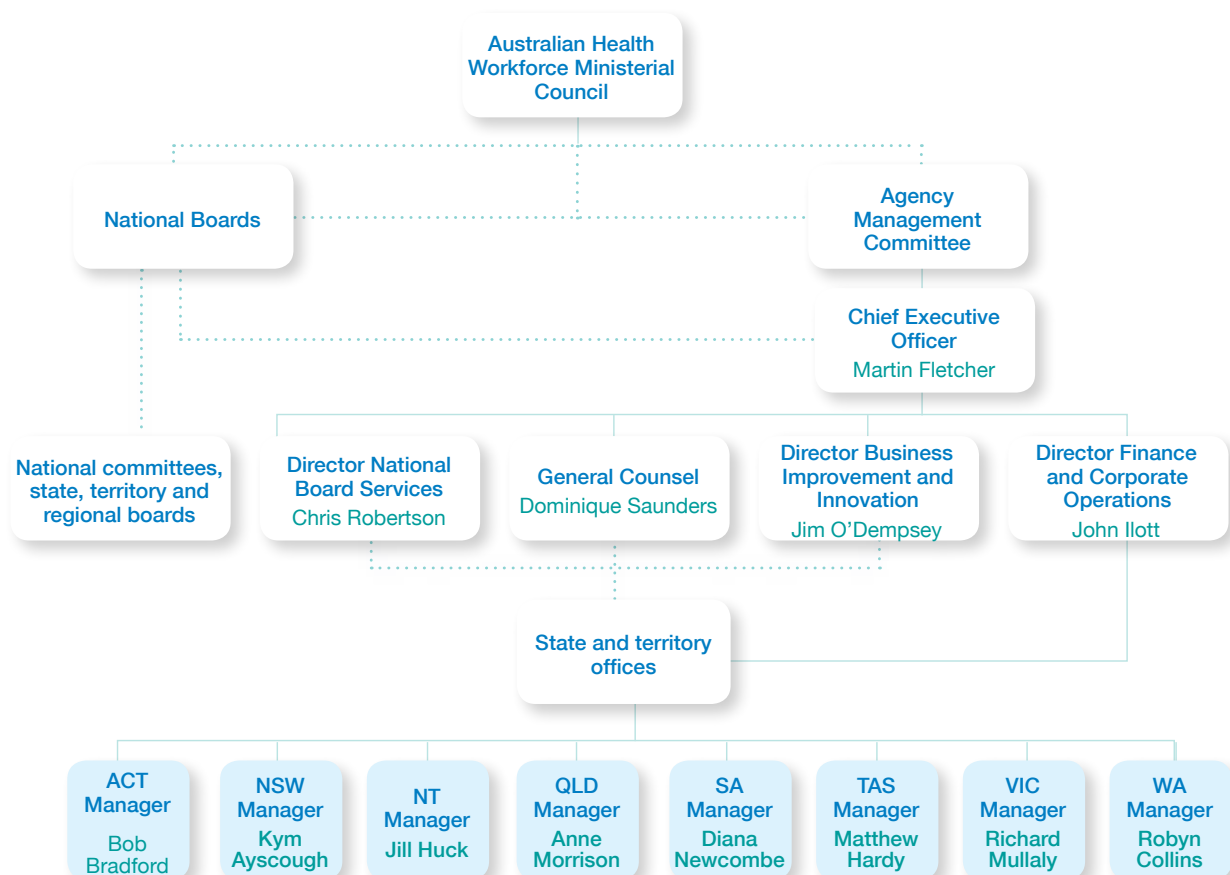 Australian Health
Workforce Ministerial
Council
National Boards
Agency
Management
Committee
Chief Executive
Officer
Martin Fletcher
National committees,
state, territory and
regional boards
Director National
Board Services
Chris Robertson
General Counsel
Dominique Saunders
Director Business
Improvement and
Innovation
Jim O'Dempsey
Director Finance
and Corporate
Operations
John Ilott
State and territory
offices
ACT
Manager
Bob
Bradford
NSW
Manager
Kym
Ayscough
NT
Manager
Jill Huck
QLD
Manager
Anne
Morrison
SA
Manager
Diana
Newcombe
TAS
Manager
Matthew
Hardy
VIC
Manager
Richard
Mullaly
WA
Manager
Robyn
Collins